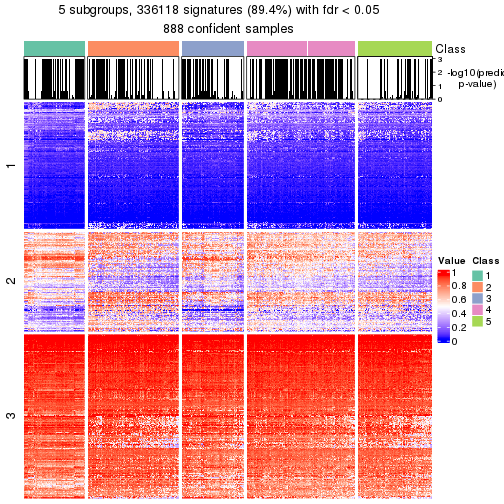 5 subgroups, 336118 signatures (89.4%) with fdr < 0.05
888 confident samples
Class
3
2
1
0
-log10(predi
p-value)
1
2
3
Value
1
0.8
0.6
0.4
0.2
0
Class
1
2
3
4
5